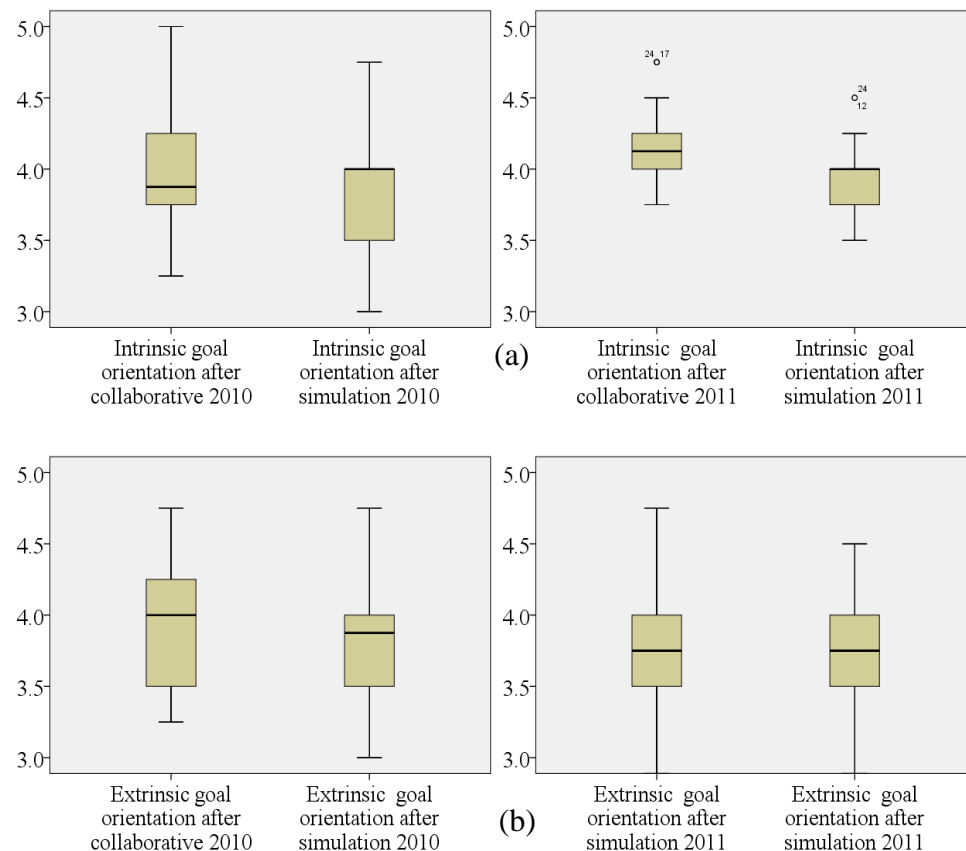 5.0
4.5
4.0
3.5
3.0
Intrinsic goal
orientation after
collaborative 2010
Intrinsic goal
orientation after
simulation 2010
(a)
5.0
4.5
4.0
3.5
3.0
24 17
24
12
Intrinsic goal
orientation after
collaborative 2011
Intrinsic goal
orientation after
simulation 2011
5.0
4.5
4.0
3.5
3.0
Extrinsic goal
orientation after
collaborative 2010
Extrinsic goal
orientation after
simulation 2010
(b)
5.0
4.5
4.0
3.5
3.0
Extrinsic goal
orientation after
simulation 2011
Extrinsic goal
orientation after
simulation 2011